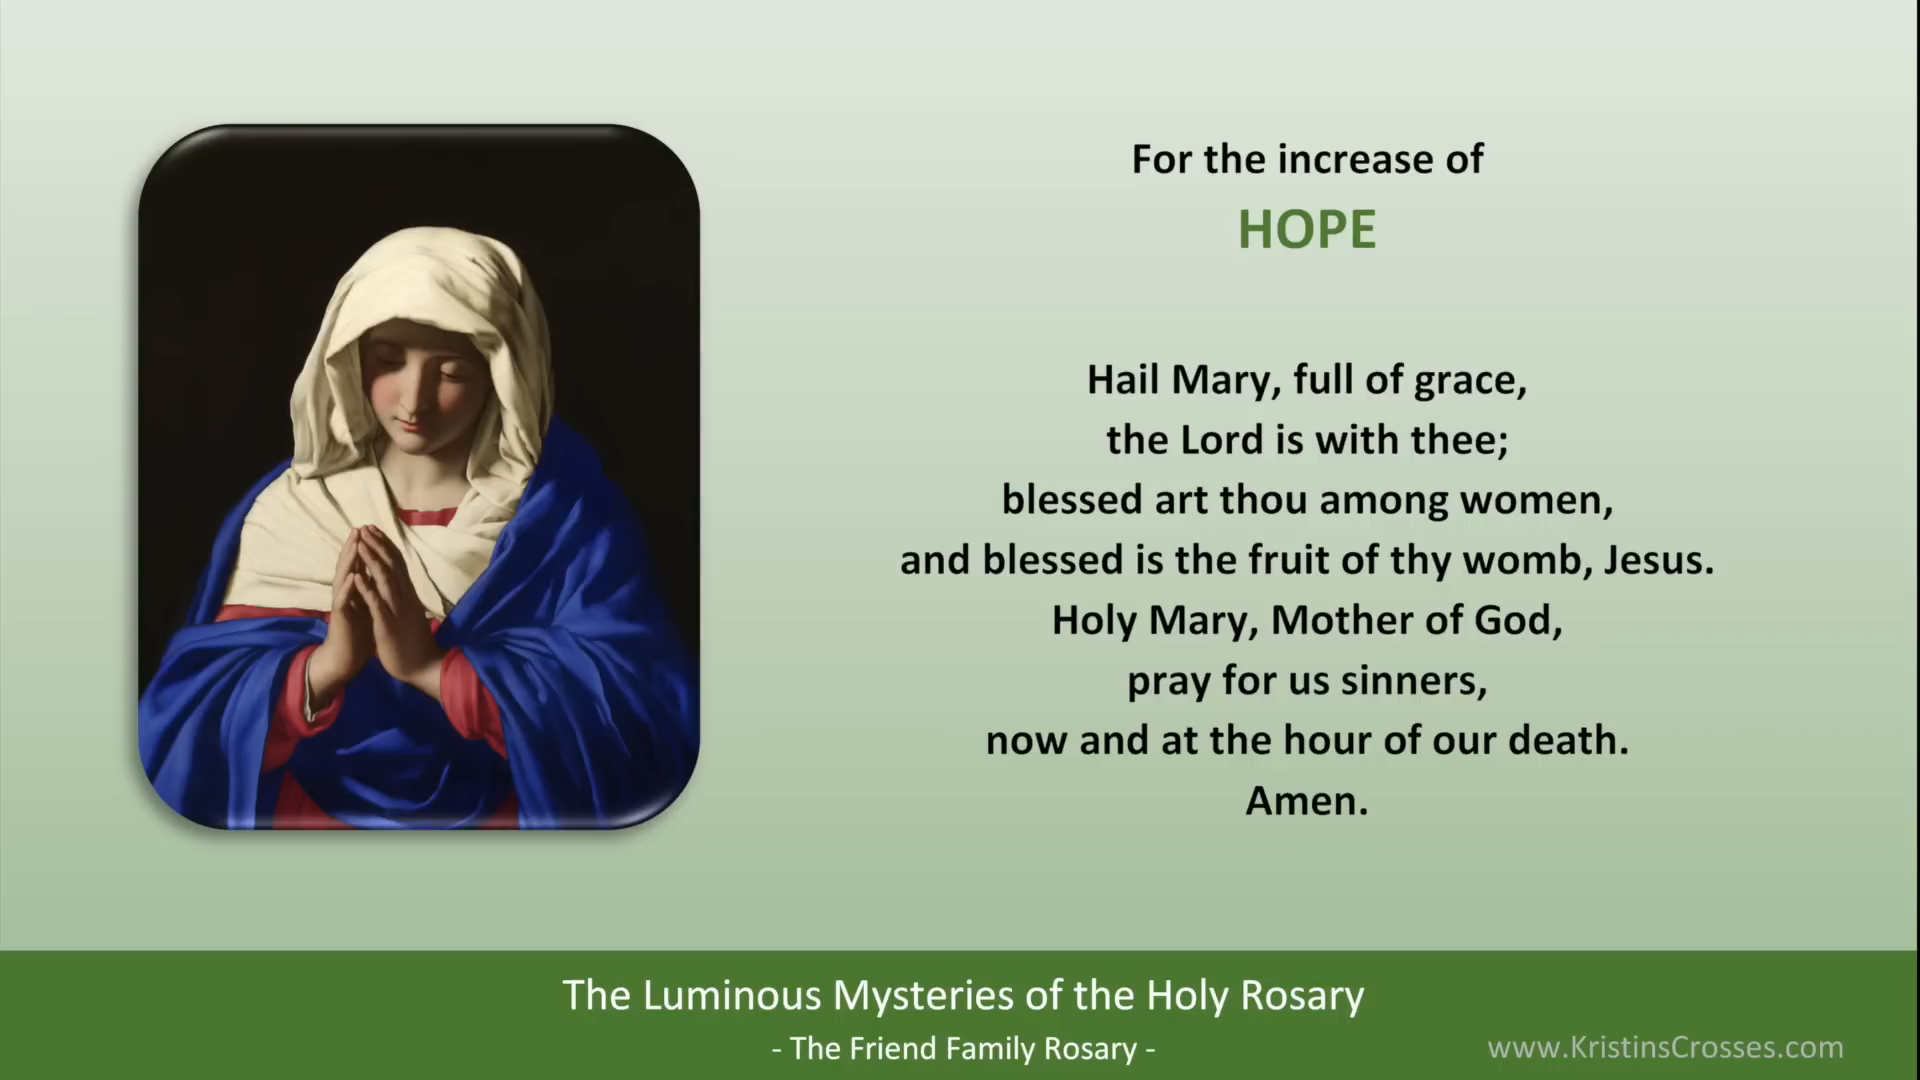 For the increase of
HOPE
Hail Mary, full of grace,
the Lord is with thee;
blessed art thou among women,
and blessed is the fruit of thy womb, Jesus.
Holy Mary, Mother of God,
pray for us sinners,
now and at the hour of our death.
Amen.
The Luminous Mysteries of the Holy Rosary
- The Friend Family Rosary -
www.KristinsCrosses.com